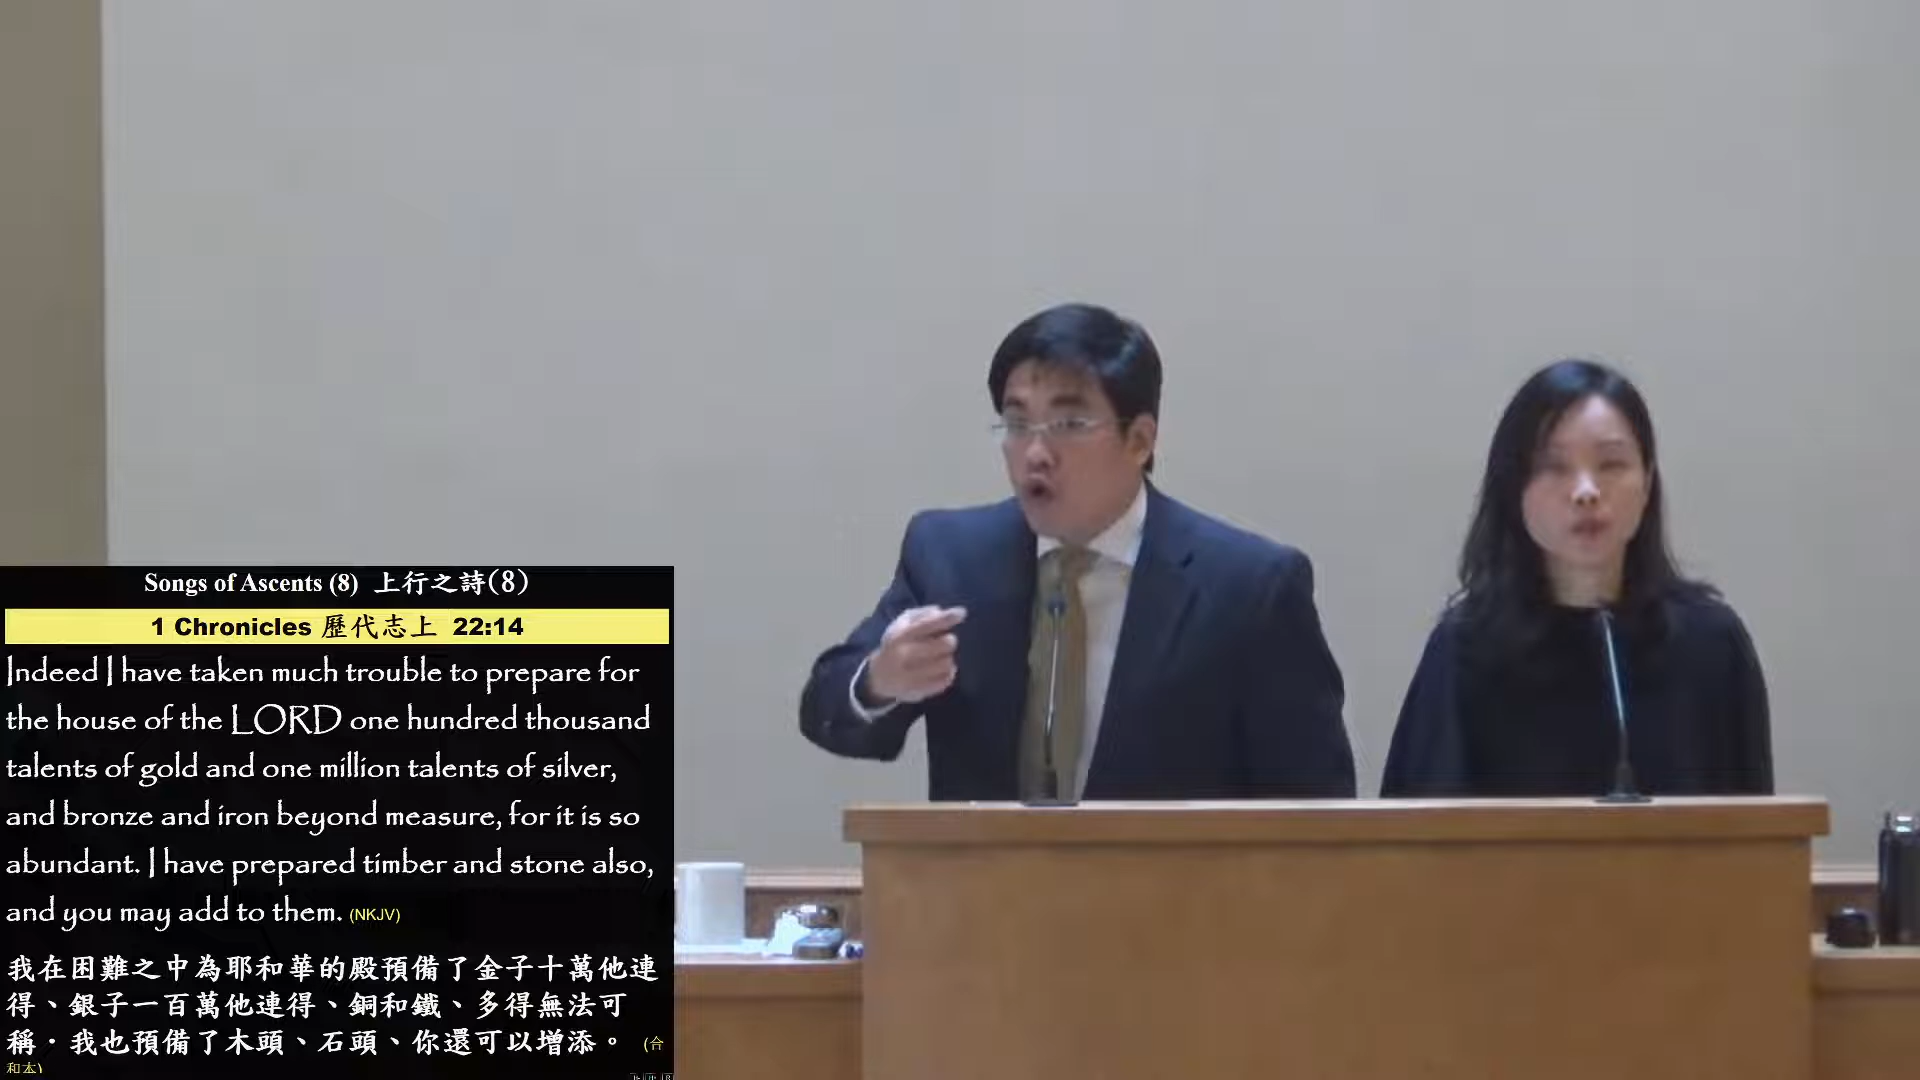 Songs of Ascents (8) 上行之詩(8)
1 Chronicles 歷代志上 22:14
Indeed I have taken much trouble to prepare for
the house of the LORD one hundred thousand
talents of gold and one million talents of silver,
and bronze and iron beyond measure, for it is so
abundant. I have prepared timber and stone also,
and you may add to them. (NKJV)
我在困難之中為耶和華的殿預備了金子十萬他連
得、銀子一百萬他連得、銅和鐵、多得無法可
稱．我也預備了木頭、石頭、你還可以增添。 (合
和本)